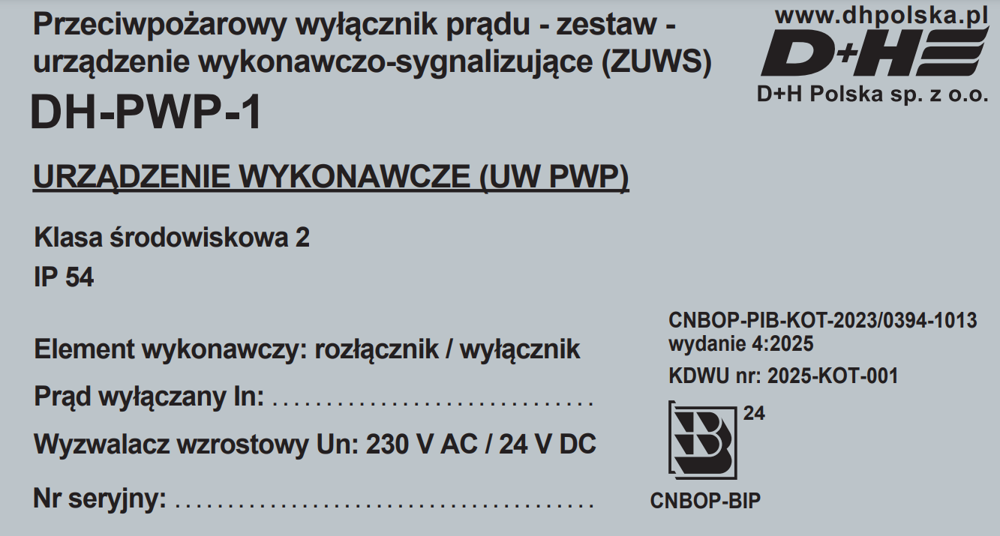 Przeciwpożarowy wyłącznik prądu - zestaw -
urządzenie wykonawczo-sygnalizujące (ZUWS)
DH-PWP-1
www.dhpolska.pl
D+H
D+H Polska sp. z o.o.
URZĄDZENIE WYKONAWCZE (UW PWP)
Klasa środowiskowa 2
IP 54
Element wykonawczy: rozłącznik / wyłącznik
Prąd wyłączany In: ..............................
Wyzwalacz wzrostowy Un: 230 V AC / 24 V DC
Nr seryjny: .......................................
CNBOP-PIB-KOT-2023/0394-1013
wydanie 4:2025
KDWU nr: 2025-KOT-001
B 24
CNBOP-BIP